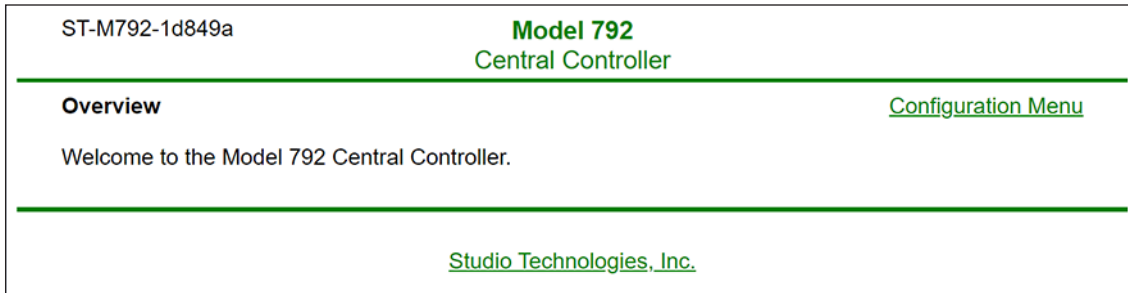 ST-M792-1d849a
Model 792
Central Controller
Overview
Configuration Menu
Welcome to the Model 792 Central Controller.
Studio Technologies, Inc.